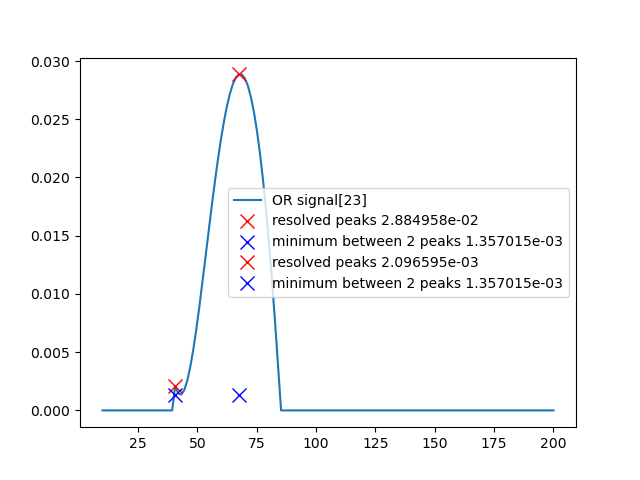 0.030
0.025
0.020
0.015
0.010
0.005
0.000
OR signal[23]
resolved peaks 2.884958e-02
minimum between 2 peaks 1.357015e-03
resolved peaks 2.096595e-03
minimum between 2 peaks 1.357015e-03
25 50 75 100 125 150 175 200